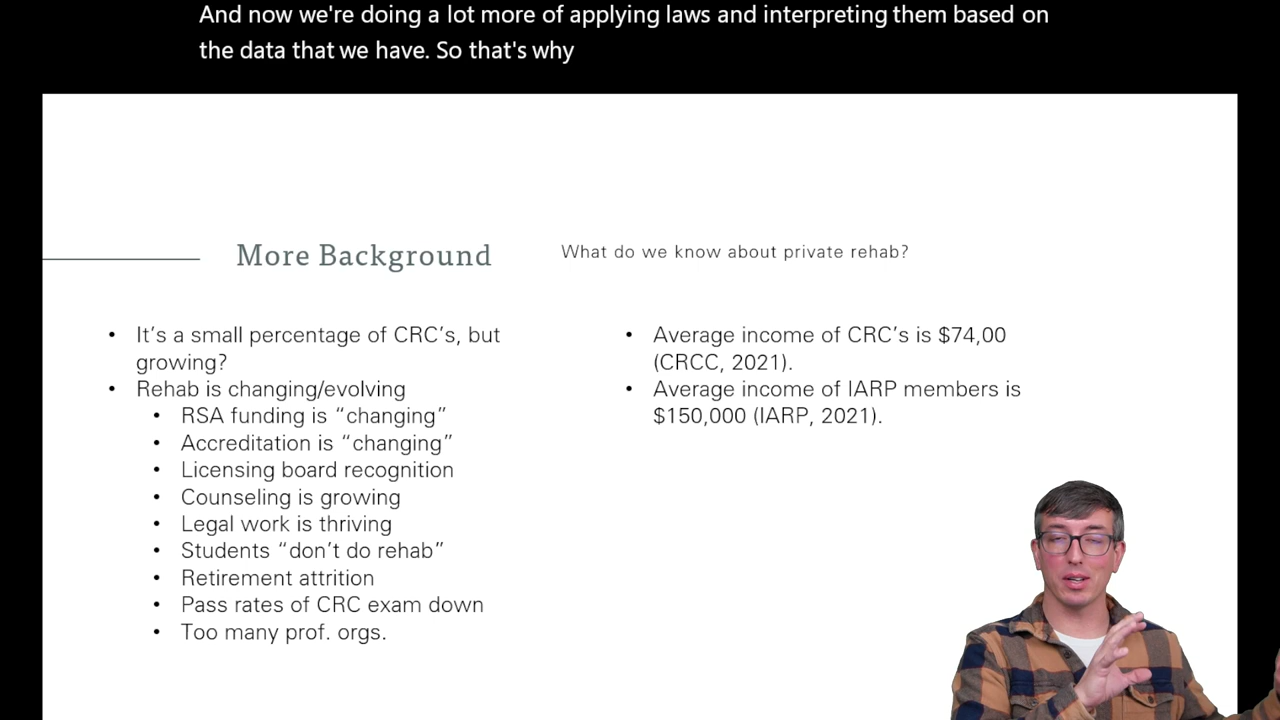 And now we're doing a lot more of applying laws and interpreting them based on
the data that we have. So that's why
More Background
What do we know about private rehab?
• It's a small percentage of CRC's, but
growing?
• Rehab is changing/evolving
• RSA funding is “changing”
• Accreditation is “changing”
• Licensing board recognition
• Counseling is growing
• Legal work is thriving
• Students “don't do rehab”
• Retirement attrition
• Pass rates of CRC exam down
• Too many prof. orgs.
• Average income of CRC's is $74,00
(CRCC, 2021).
• Average income of IARP members is
$150,000 (IARP, 2021).